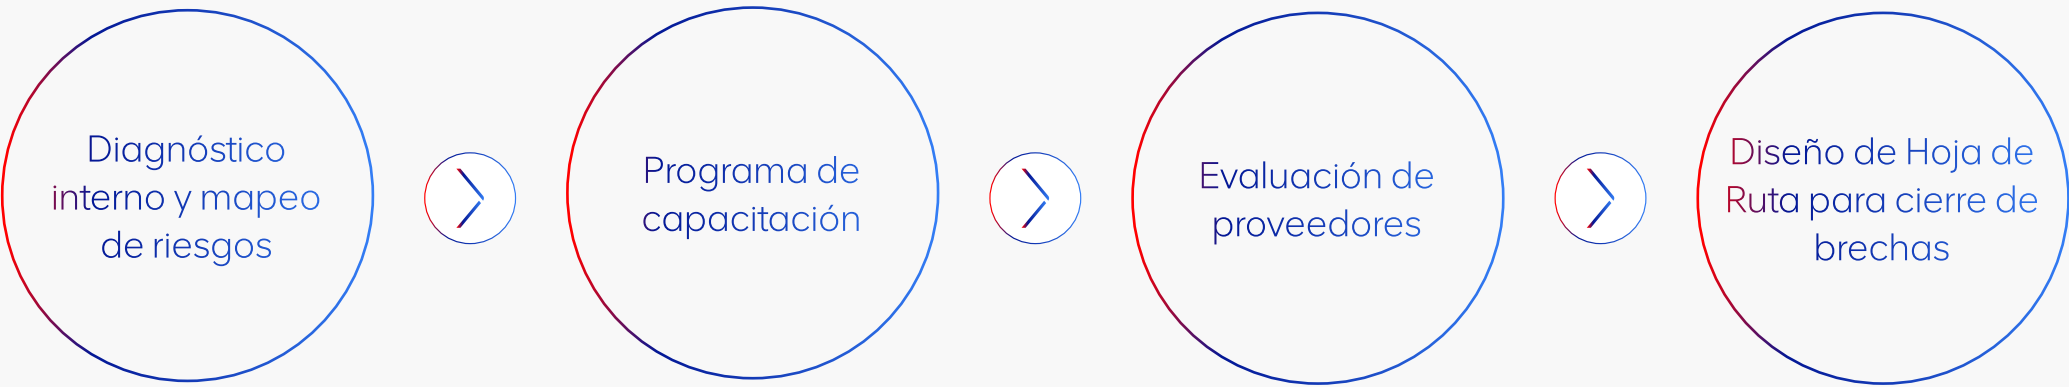 Diagnóstico
interno y mapeo
de riesgos
Programa de
capacitación
Evaluación de
proveedores
Diseño de Hoja de
Ruta para cierre de
brechas